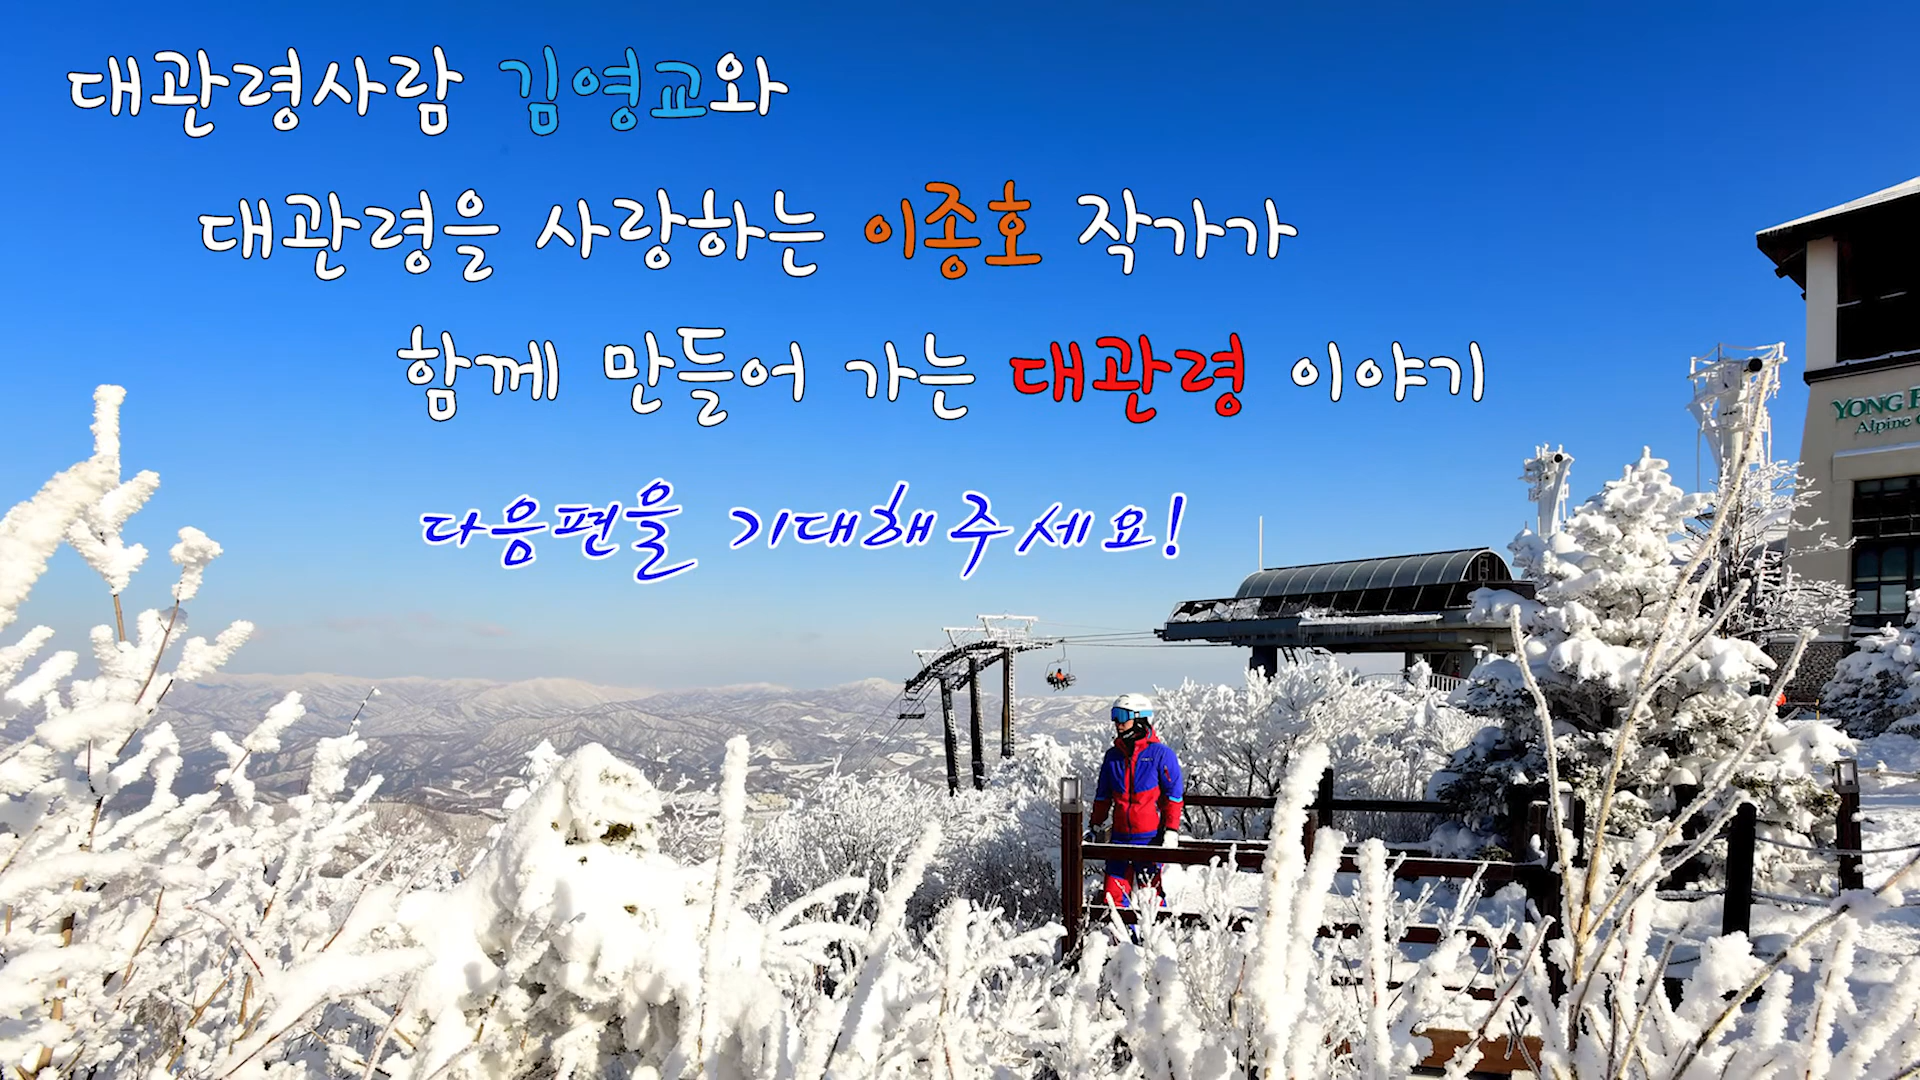 대관령사람 김영교와
대관령을 사랑하는 이종호 작가가
함께 만들어 가는 대관령 이야기
다음편을 기대해주세요!
YONG
Alpine